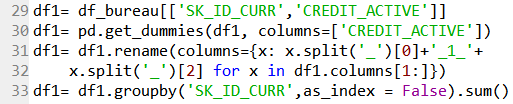 29 df1= df_bureau[['SK_ID_CURR','CREDIT_ACTIVE']]
30 df1= pd.get_dummies(df1, columns=['CREDIT_ACTIVE'])
31 df1= df1.rename(columns={x: x.split('_')[0]+'_1_'+
32 x.split('_')[2] for x in df1.columns[1:]})
33 df1= df1.groupby('SK_ID_CURR',as_index = False).sum()